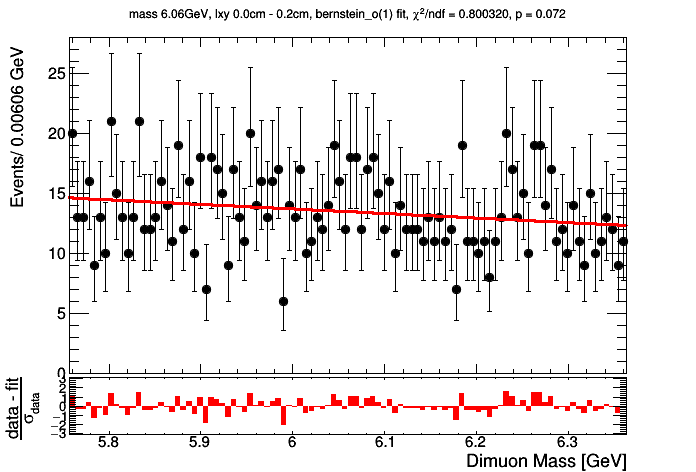 mass 6.06GeV, lxy 0.0cm - 0.2cm, bernstein_o(1) fit, χ²/ndf = 0.800320, p = 0.072
Events/ 0.00606 GeV
25
20
15
10
5
0
data - fit
σdata
3
2
1
0
−1
−2
−3
5.8 5.9 6 6.1 6.2 6.3
Dimuon Mass [GeV]